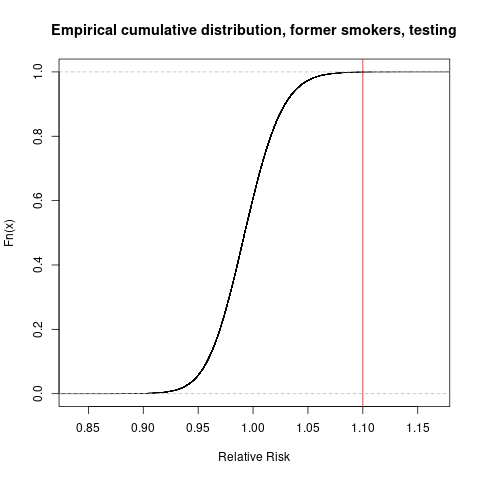 Empirical cumulative distribution, former smokers, testing
Fn(x)
1.0
0.8
0.6
0.4
0.2
0.0
0.85 0.90 0.95 1.00 1.05 1.10 1.15
Relative Risk